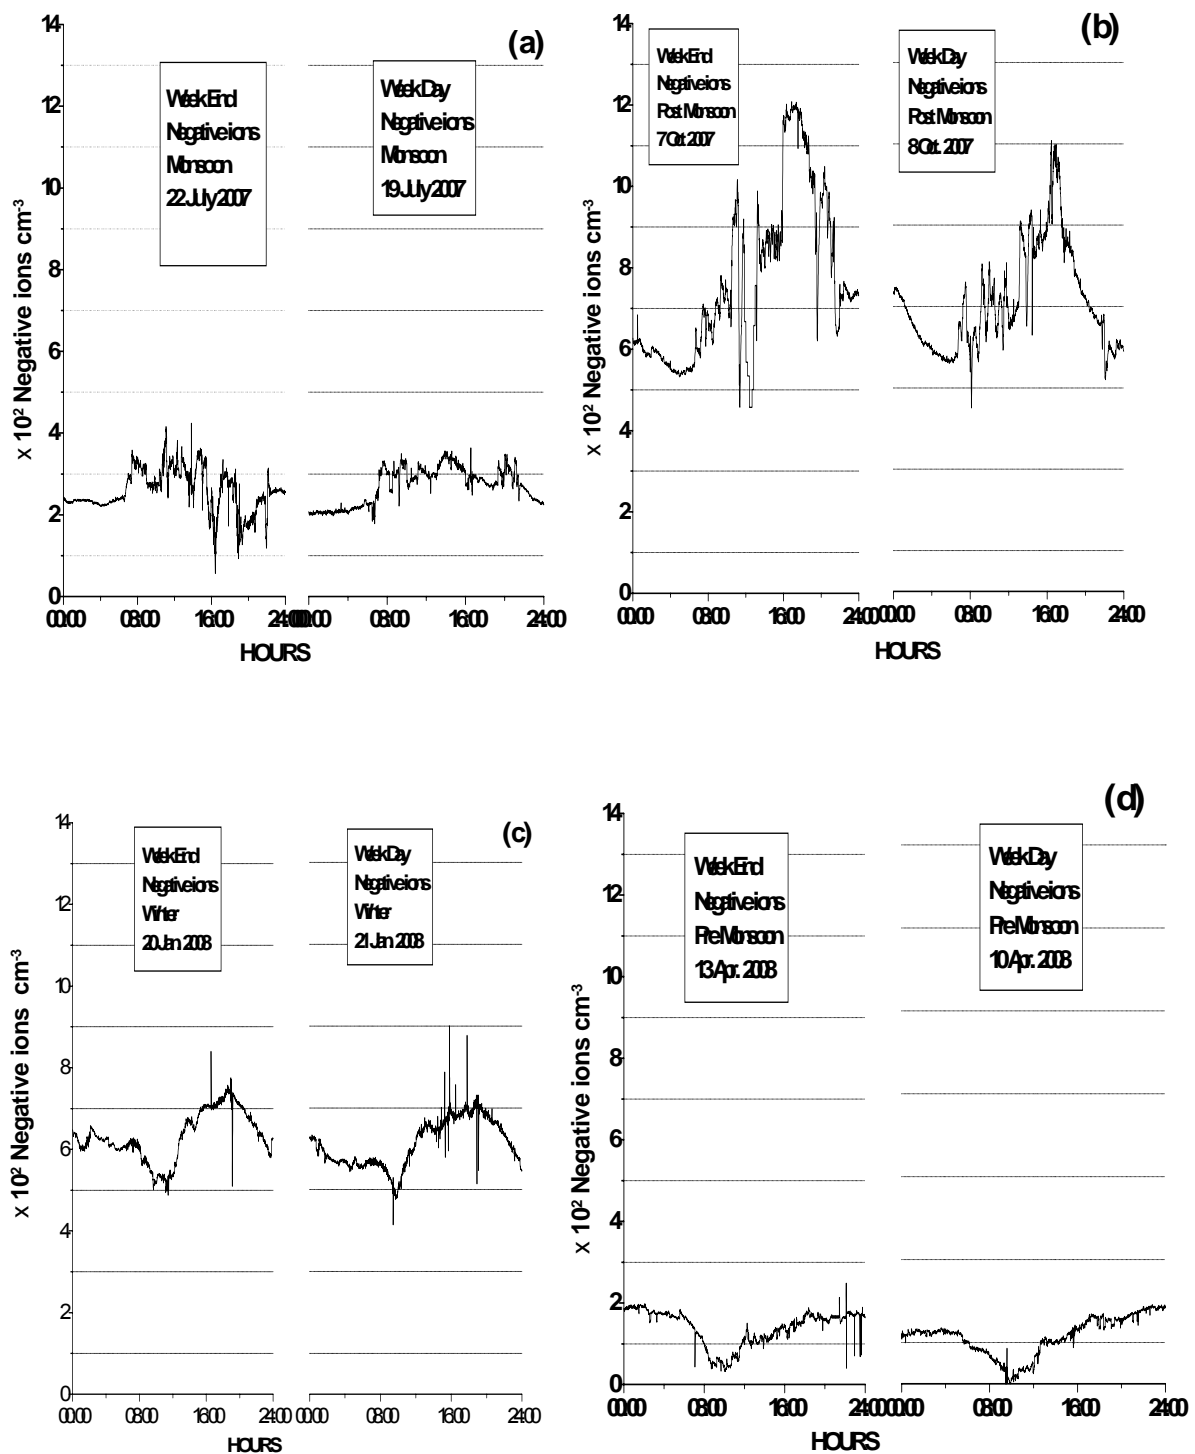 (a)
14
12
10
8
6
4
2
0
x 10² Negative ions cm⁻³
Week End
Negative ions
Monsoon
22 July 2007
Week Day
Negative ions
Monsoon
19 July 2007
00:00 08:00 16:00 24:00 00:00 08:00 16:00 24:00
HOURS
(b)
14
12
10
8
6
4
2
0
x 10² Negative ions cm⁻³
Week End
Negative ions
Post Monsoon
7 Oct. 2007
Week Day
Negative ions
Post Monsoon
8 Oct. 2007
00:00 08:00 16:00 24:00 00:00 08:00 16:00 24:00
HOURS
(c)
14
12
10
8
6
4
2
0
x 10² Negative ions cm⁻³
Week End
Negative ions
Winter
20 Jan 2008
Week Day
Negative ions
Winter
21 Jan 2008
00:00 08:00 16:00 24:00 00:00 08:00 16:00 24:00
HOURS
(d)
14
12
10
8
6
4
2
0
x 10² Negative ions cm⁻³
Week End
Negative ions
Pre Monsoon
13 Apr. 2008
Week Day
Negative ions
Pre Monsoon
10 Apr. 2008
00:00 08:00 16:00 24:00 00:00 08:00 16:00 24:00
HOURS